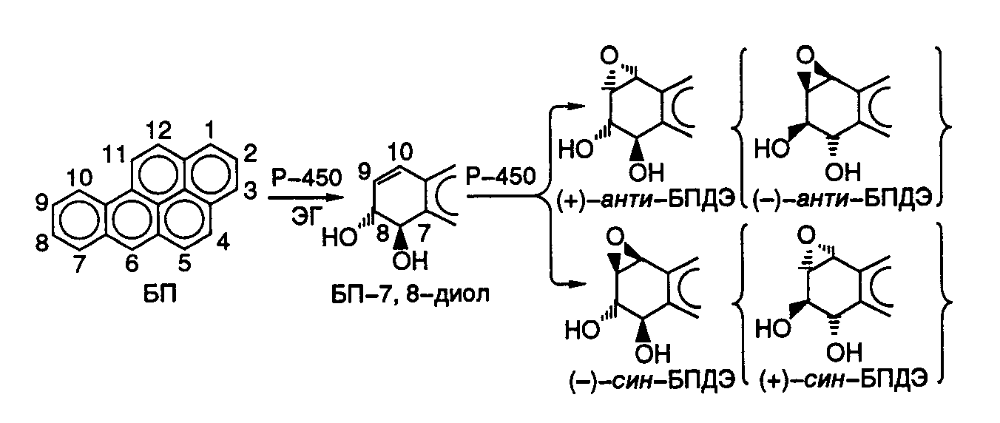 12
1
11
2
10
3
9
8
4
7
6
5
БП
Р–450
ЭГ
10
9
HO
8
7
OH
БП–7, 8–диол
Р–450
O
HO
OH
(+)–анти–БПДЭ
O
HO
OH
(–)–анти–БПДЭ
O
HO
OH
(–)–син–БПДЭ
O
HO
OH
(+)–син–БПДЭ